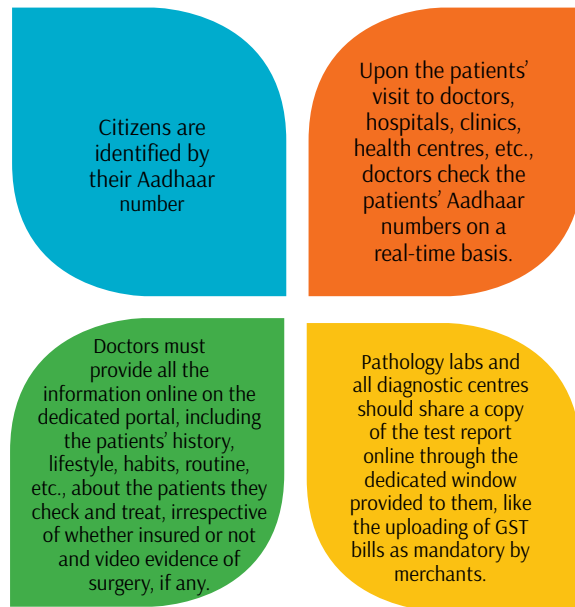 Citizens are
identified by
their Aadhaar
number
Upon the patients’
visit to doctors,
hospitals, clinics,
health centres, etc.,
doctors check the
patients’ Aadhaar
numbers on a
real-time basis.
Doctors must
provide all the
information online on the
dedicated portal, including
the patients’ history,
lifestyle, habits, routine,
etc., about the patients they
check and treat, irrespective
of whether insured or not
and video evidence of
surgery, if any.
Pathology labs and
all diagnostic centres
should share a copy
of the test report
online through the
dedicated window
provided to them, like
the uploading of GST
bills as mandatory by
merchants.